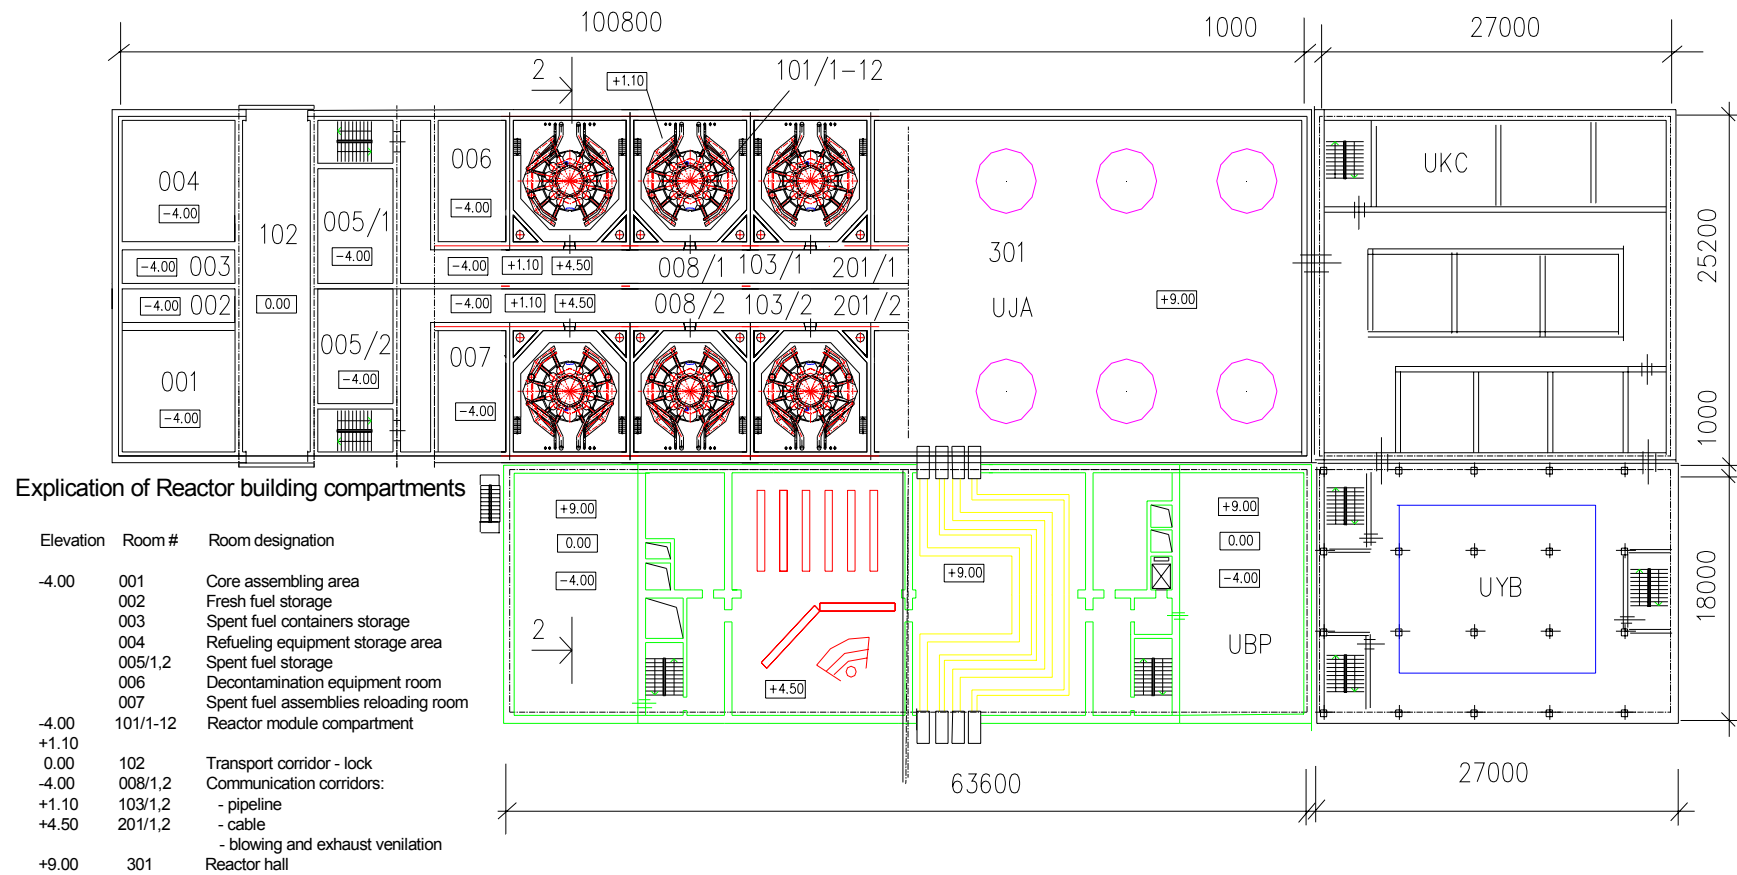 100800
1000
27000
2
+1.10
101/1-12
004
-4.00
102
005/1
-4.00
006
-4.00
UKC
25200
-4.00 003
-4.00
+1.10
+4.50
008/1
103/1
201/1
301
-4.00 002
0.00
-4.00
+1.10
+4.50
008/2
103/2
201/2
UJA
+9.00
001
-4.00
005/2
-4.00
007
-4.00
1000
+9.00
0.00
-4.00
2
+4.50
+9.00
+9.00
0.00
-4.00
UBP
UYB
18000
63600
27000
Explication of Reactor building compartments
Elevation Room # Room designation
-4.00 001 Core assembling area
002 Fresh fuel storage
003 Spent fuel containers storage
004 Refueling equipment storage area
005/1,2 Spent fuel storage
006 Decontamination equipment room
007 Spent fuel assemblies reloading room
-4.00 101/1-12 Reactor module compartment
+1.10
0.00 102 Transport corridor - lock
-4.00 008/1,2 Communication corridors:
+1.10 103/1,2 - pipeline
+4.50 201/1,2 - cable
- blowing and exhaust venilation
+9.00 301 Reactor hall